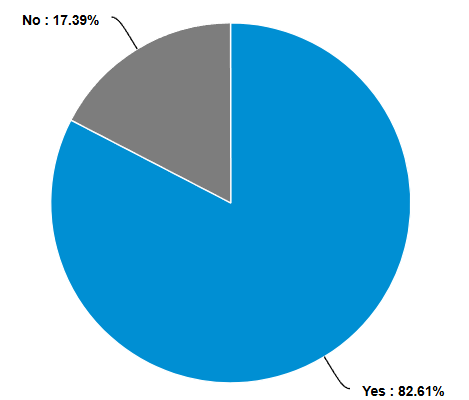 No : 17.39%
Yes : 82.61%